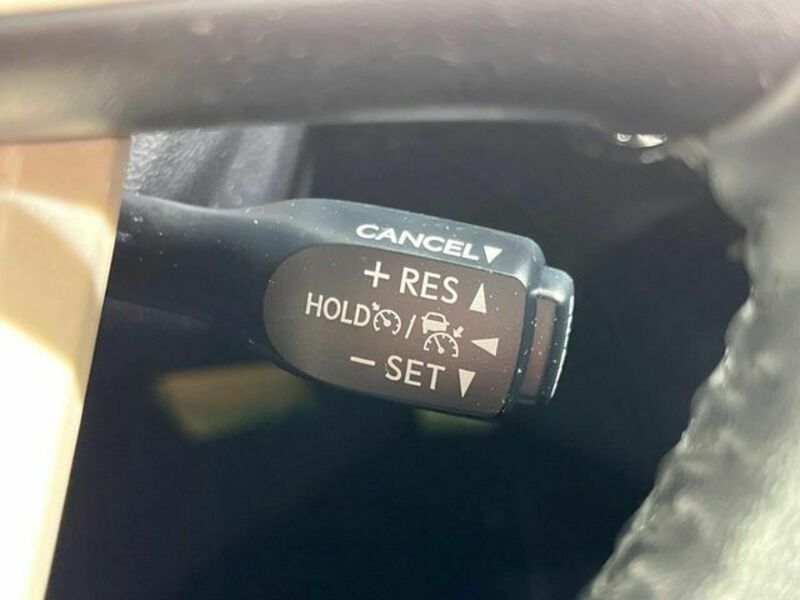 CANCEL▼
+ RES ▲
HOLD / ◀
− SET ▼